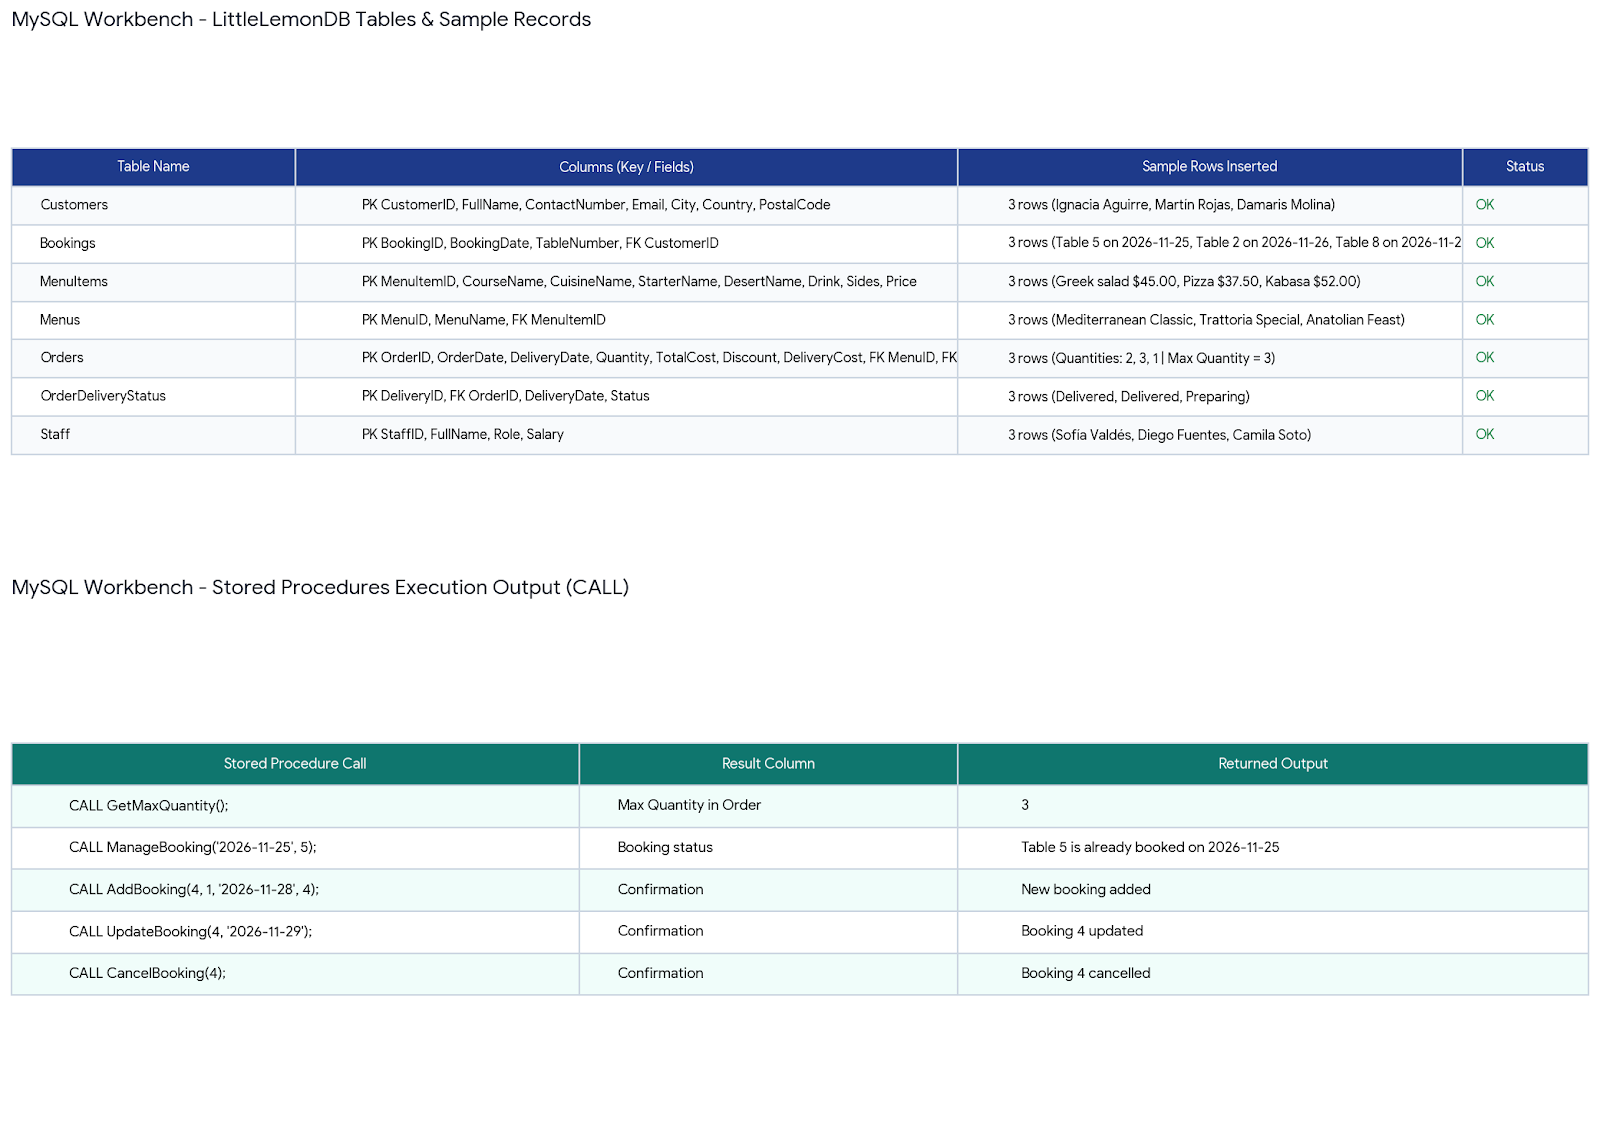 MySQL Workbench - LittleLemonDB Tables & Sample Records
Table Name Columns (Key / Fields) Sample Rows Inserted Status
Customers PK CustomerID, FullName, ContactNumber, Email, City, Country, PostalCode 3 rows (Ignacia Aguirre, Martín Rojas, Damaris Molina) OK
Bookings PK BookingID, BookingDate, TableNumber, FK CustomerID 3 rows (Table 5 on 2026-11-25, Table 2 on 2026-11-26, Table 8 on 2026-11-2 OK
MenuItems PK MenuItemID, CourseName, CuisineName, StarterName, DesertName, Drink, Sides, Price 3 rows (Greek salad $45.00, Pizza $37.50, Kabasa $52.00) OK
Menus PK MenuID, MenuName, FK MenuItemID 3 rows (Mediterranean Classic, Trattoria Special, Anatolian Feast) OK
Orders PK OrderID, OrderDate, DeliveryDate, Quantity, TotalCost, Discount, DeliveryCost, FK MenuID, FK 3 rows (Quantities: 2, 3, 1 | Max Quantity = 3) OK
OrderDeliveryStatus PK DeliveryID, FK OrderID, DeliveryDate, Status 3 rows (Delivered, Delivered, Preparing) OK
Staff PK StaffID, FullName, Role, Salary 3 rows (Sofía Valdés, Diego Fuentes, Camila Soto) OK
MySQL Workbench - Stored Procedures Execution Output (CALL)
Stored Procedure Call Result Column Returned Output
CALL GetMaxQuantity(); Max Quantity in Order 3
CALL ManageBooking('2026-11-25', 5); Booking status Table 5 is already booked on 2026-11-25
CALL AddBooking(4, 1, '2026-11-28', 4); Confirmation New booking added
CALL UpdateBooking(4, '2026-11-29'); Confirmation Booking 4 updated
CALL CancelBooking(4); Confirmation Booking 4 cancelled